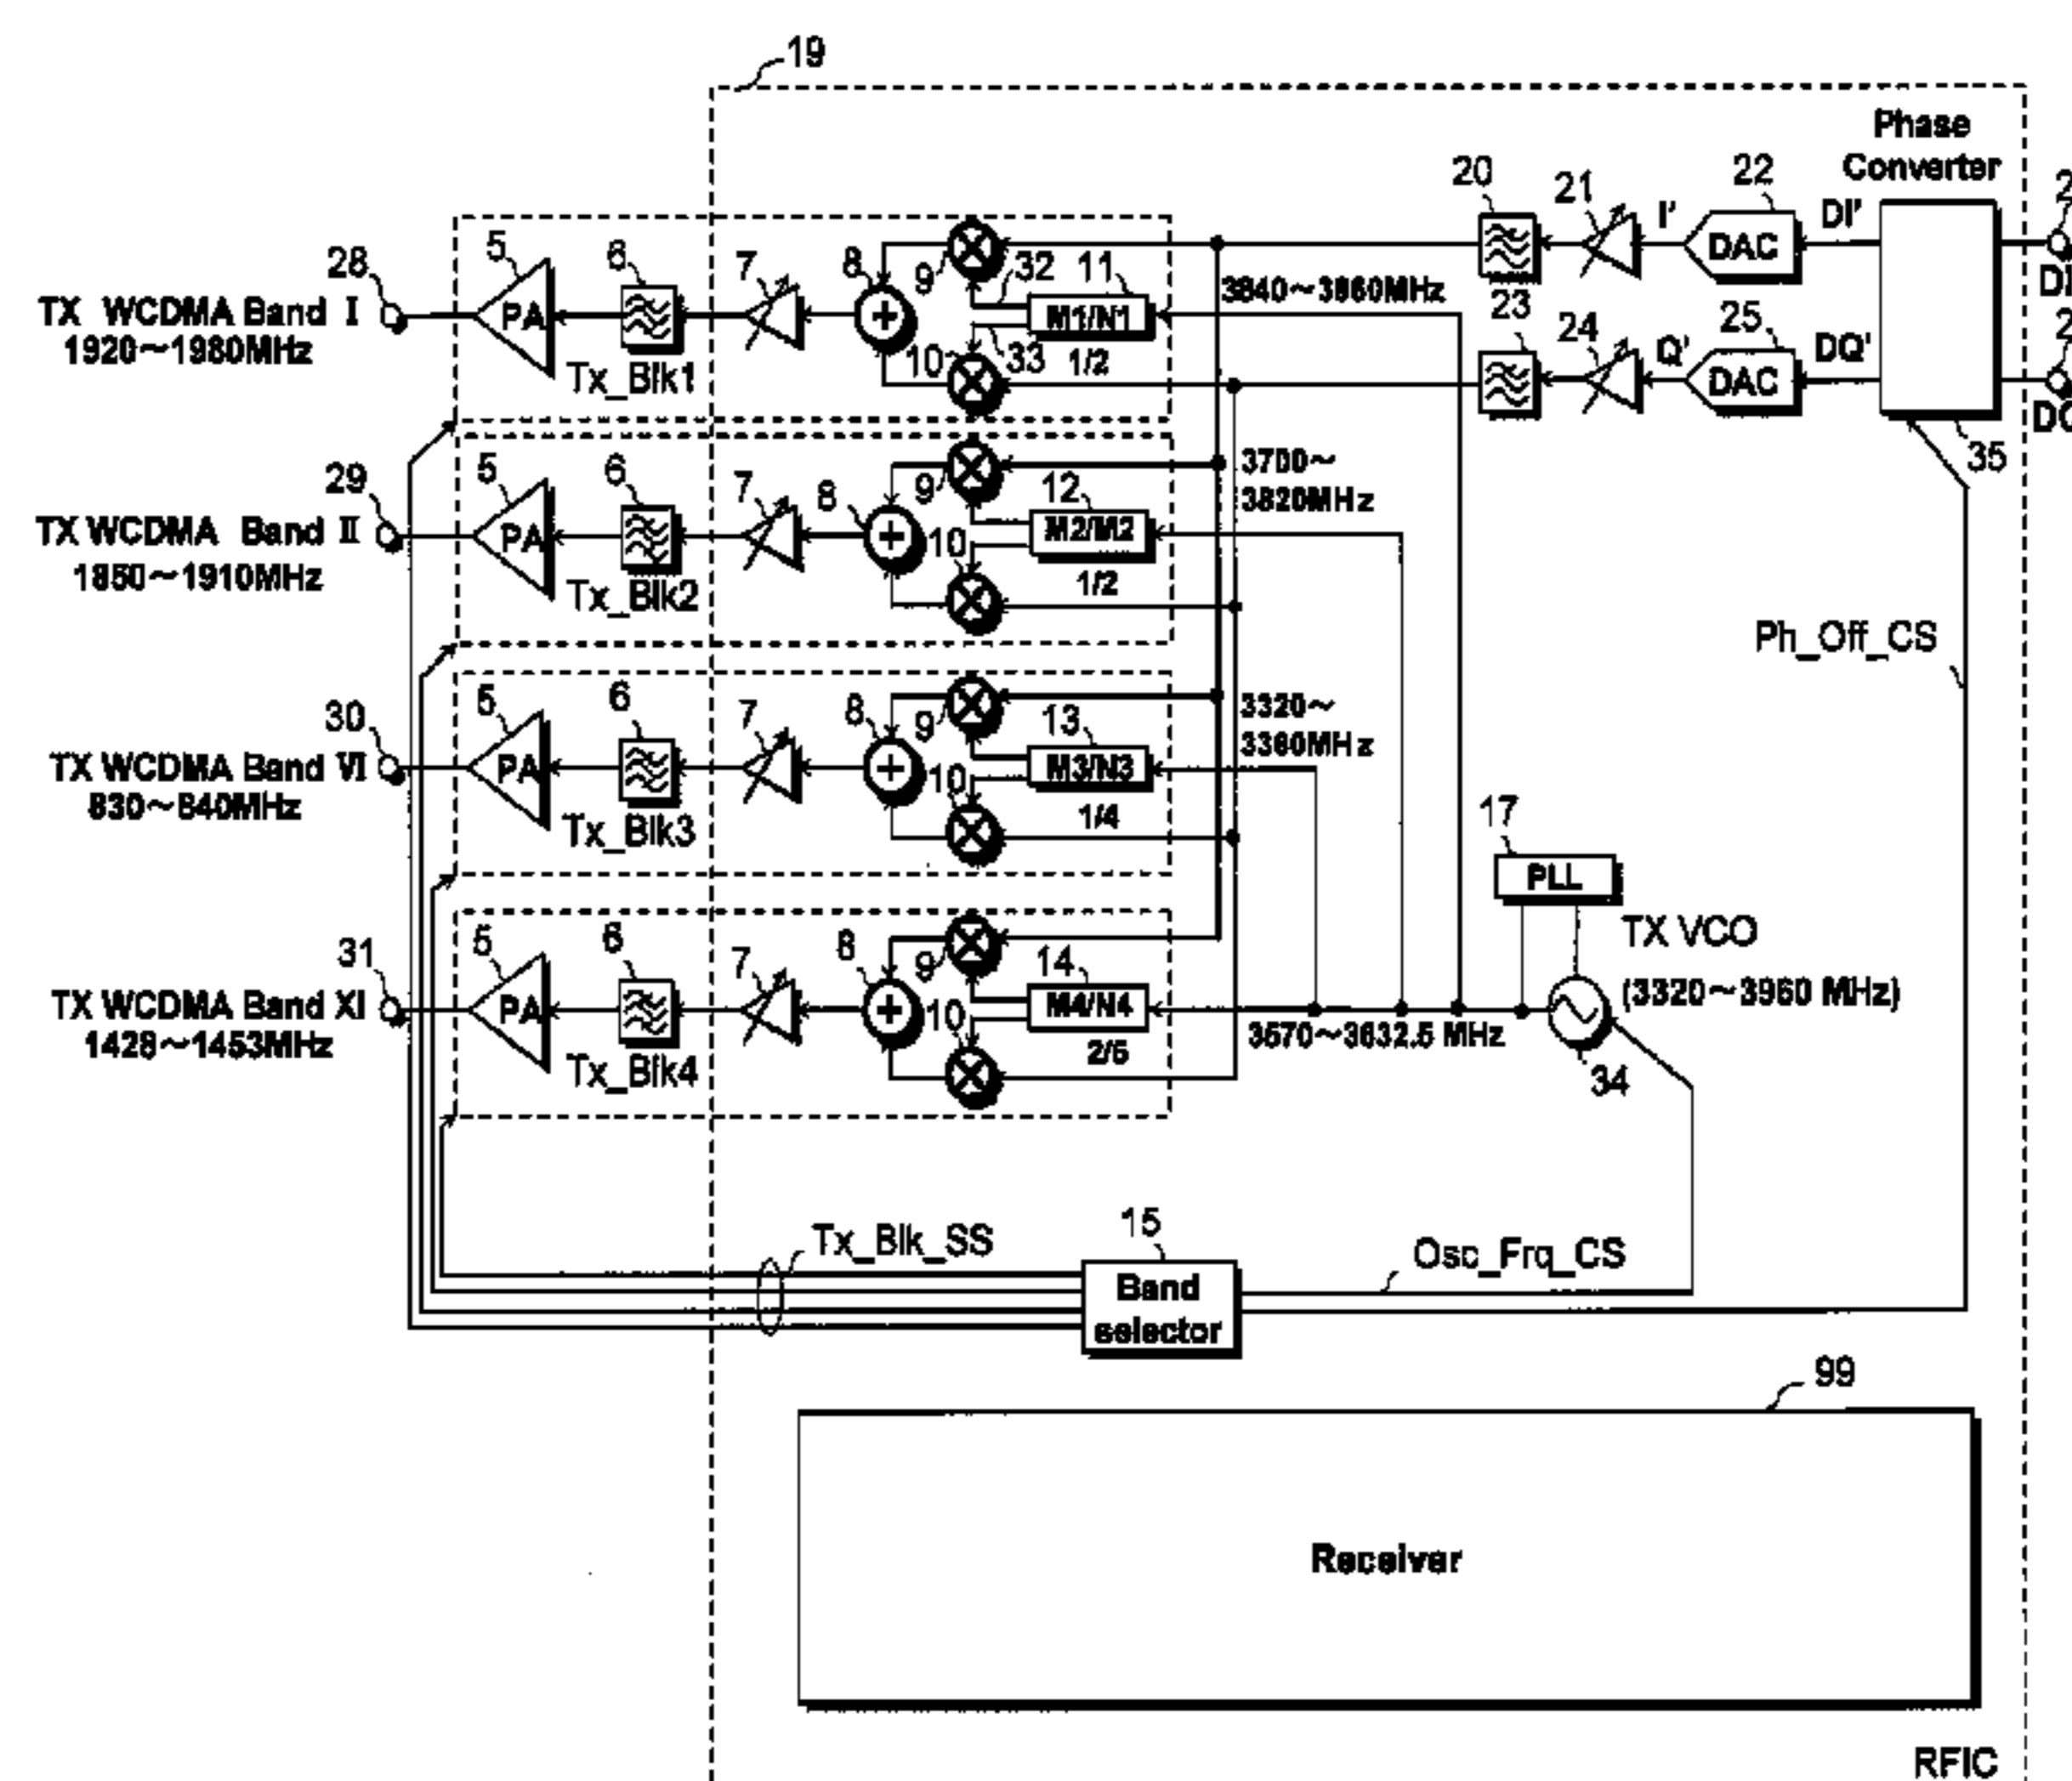 19
Phase
Converter
20
21
I'
22
DI'
DAC
23
24
Q'
25
DQ'
DAC
35
28
TX WCDMA Band I
1920~1980MHz
5
PA
6
7
8
9
10
32
33
11
M1/N1
1/2
Tx_Blk1
29
TX WCDMA Band II
1850~1910MHz
5
PA
6
7
8
9
10
12
M2/M2
1/2
Tx_Blk2
3820MHz
Ph_Off_CS
30
TX WCDMA Band VI
830~840MHz
5
PA
6
7
8
9
10
13
M3/N3
1/4
Tx_Blk3
3320~
3360MHz
17
PLL
TX VCO
(3320~3960 MHz)
34
31
TX WCDMA Band XI
1428~1453MHz
5
PA
6
7
8
9
10
14
M4/N4
2/5
Tx_Blk4
3570~3632.5 MHz
Tx_Blk_SS
15
Band
selector
Osc_Frq_CS
99
Receiver
RFIC